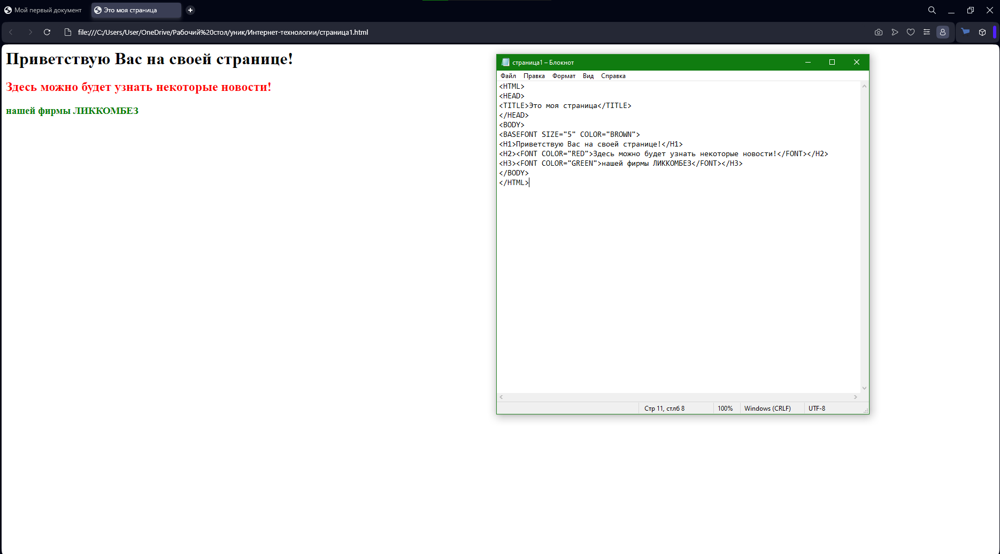 Мой первый документ
Это моя страница
file:///C:/Users/User/OneDrive/Рабочий%20стол/уник/Интернет-технологии/страница1.html
Приветствую Вас на своей странице!
Здесь можно будет узнать некоторые новости!
нашей фирмы ЛИККОМБЕЗ
страница1 – Блокнот
Файл Правка Формат Вид Справка
<HTML>
<HEAD>
<TITLE>Это моя страница</TITLE>
</HEAD>
<BODY>
<BASEFONT SIZE="5" COLOR="BROWN">
<H1>Приветствую Вас на своей странице!</H1>
<H2><FONT COLOR="RED">Здесь можно будет узнать некоторые новости!</FONT></H2>
<H3><FONT COLOR="GREEN">нашей фирмы ЛИККОМБЕЗ</FONT></H3>
</BODY>
</HTML>
Стр 11, стлб 8 100% Windows (CRLF) UTF-8